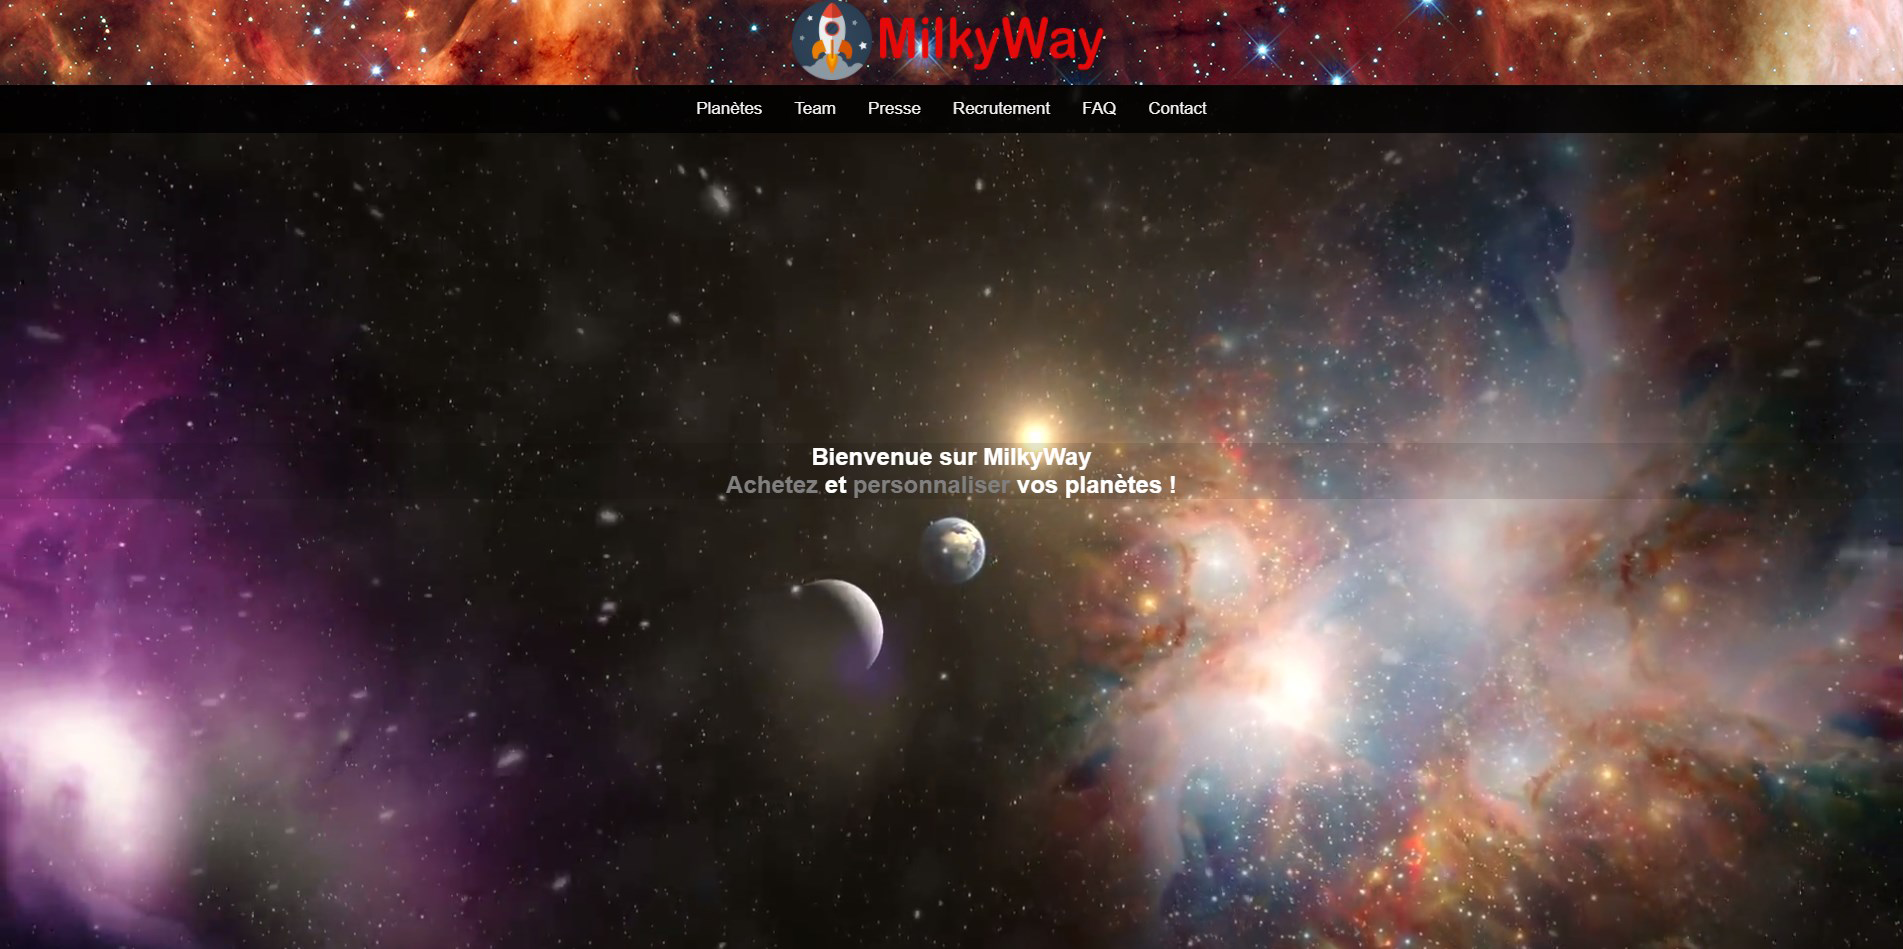 MilkyWay
Planètes Team Presse Recrutement FAQ Contact
Bienvenue sur MilkyWay
Achetez et personnaliser vos planètes !